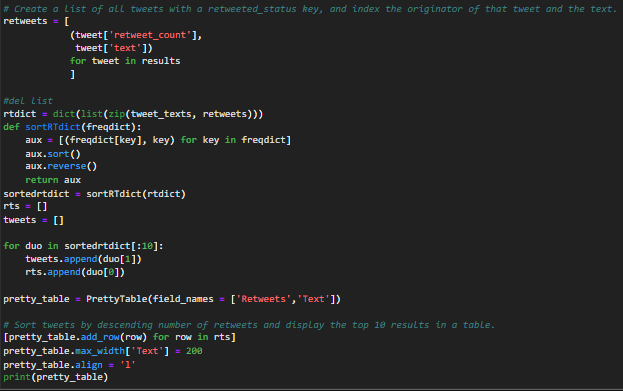 # Create a list of all tweets with a retweeted_status key, and index the originator of that tweet and the text.
retweets = [
            (tweet['retweet_count'],
             tweet['text'])
            for tweet in results
            ]

#del list
rtdict = dict(list(zip(tweet_texts, retweets)))
def sortRTdict(freqdict):
    aux = [(freqdict[key], key) for key in freqdict]
    aux.sort()
    aux.reverse()
    return aux
sortedrtdict = sortRTdict(rtdict)
rts = []
tweets = []

for duo in sortedrtdict[:10]:
    tweets.append(duo[1])
    rts.append(duo[0])

pretty_table = PrettyTable(field_names = ['Retweets','Text'])

# Sort tweets by descending number of retweets and display the top 10 results in a table.
[pretty_table.add_row(row) for row in rts]
pretty_table.max_width['Text'] = 200
pretty_table.align = 'l'
print(pretty_table)